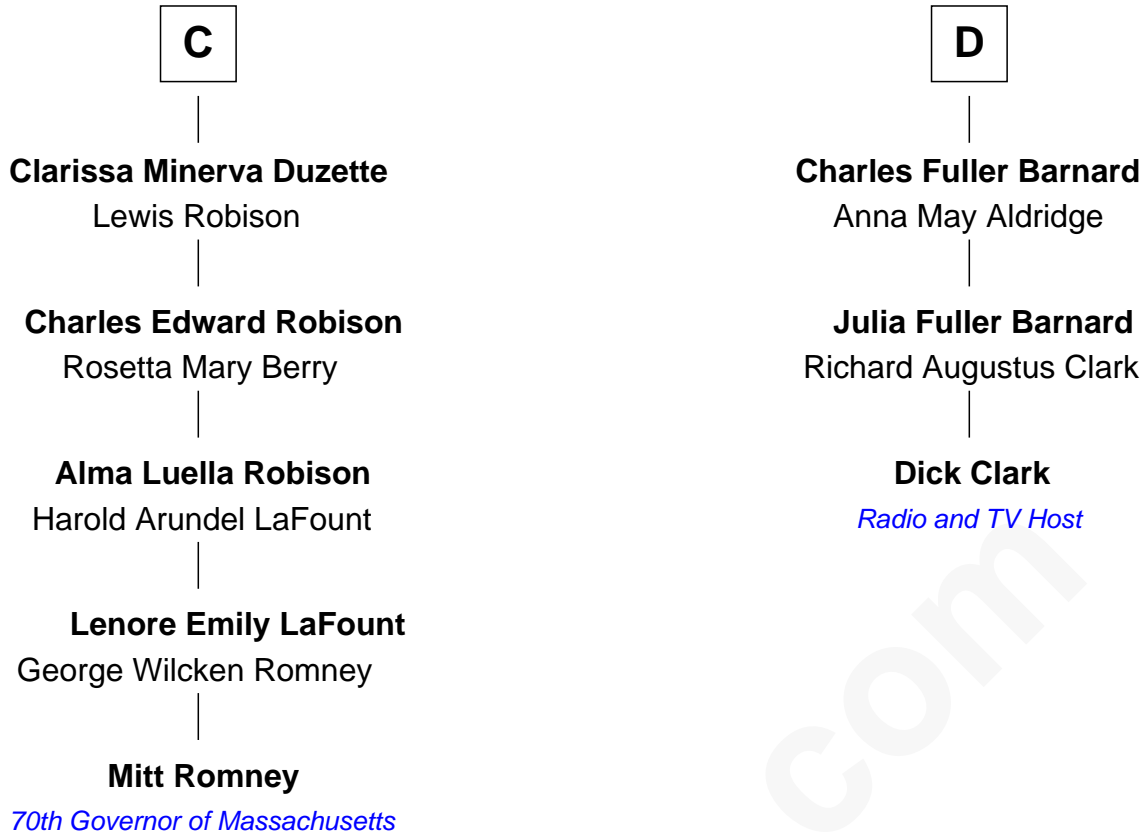 C
Clarissa Minerva Duzette
Lewis Robison
Charles Edward Robison
Rosetta Mary Berry
Alma Luella Robison
Harold Arundel LaFount
Lenore Emily LaFount
George Wilcken Romney
Mitt Romney
70th Governor of Massachusetts
D
Charles Fuller Barnard
Anna May Aldridge
Julia Fuller Barnard
Richard Augustus Clark
Dick Clark
Radio and TV Host
com